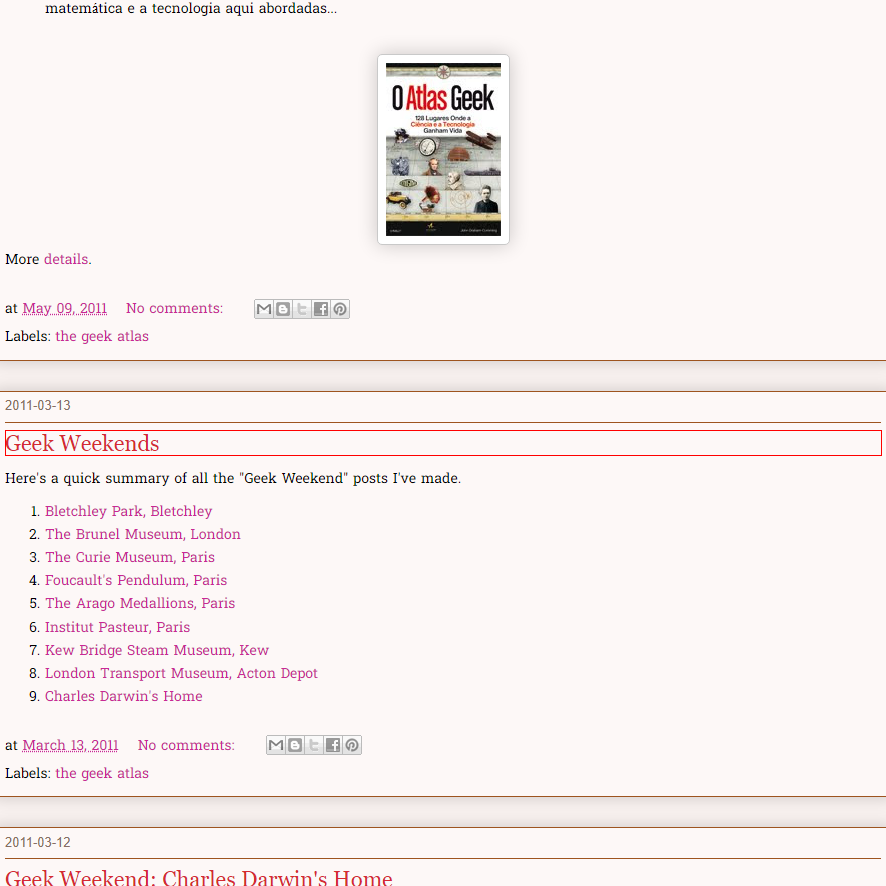 matemática e a tecnologia aqui abordadas...
O Atlas Geek
128 Lugares Onde a
Ciência e a Tecnologia
Ganham Vida
John Graham-Cumming
More details.
at May 09, 2011 No comments:
Labels: the geek atlas
2011-03-13
Geek Weekends
Here's a quick summary of all the "Geek Weekend" posts I've made.
1. Bletchley Park, Bletchley
2. The Brunel Museum, London
3. The Curie Museum, Paris
4. Foucault's Pendulum, Paris
5. The Arago Medallions, Paris
6. Institut Pasteur, Paris
7. Kew Bridge Steam Museum, Kew
8. London Transport Museum, Acton Depot
9. Charles Darwin's Home
at March 13, 2011 No comments:
Labels: the geek atlas
2011-03-12
Geek Weekend: Charles Darwin's Home